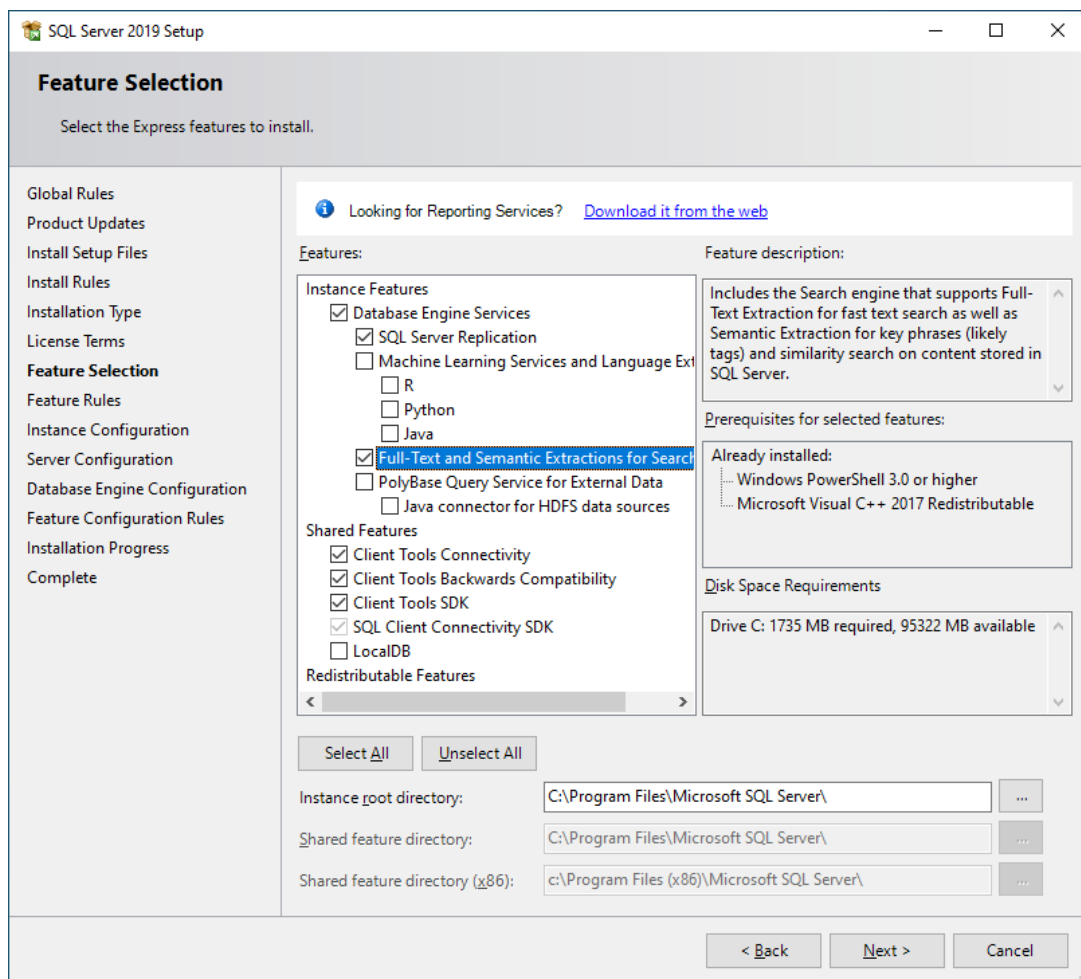 SQL Server 2019 Setup
Feature Selection
Select the Express features to install.
Global Rules
Product Updates
Install Setup Files
Install Rules
Installation Type
License Terms
Feature Selection
Feature Rules
Instance Configuration
Server Configuration
Database Engine Configuration
Feature Configuration Rules
Installation Progress
Complete
Looking for Reporting Services? Download it from the web
Features:
Instance Features
Database Engine Services
SQL Server Replication
Machine Learning Services and Language Ext
R
Python
Java
Full-Text and Semantic Extractions for Search
PolyBase Query Service for External Data
Java connector for HDFS data sources
Shared Features
Client Tools Connectivity
Client Tools Backwards Compatibility
Client Tools SDK
SQL Client Connectivity SDK
LocalDB
Redistributable Features
Feature description:
Includes the Search engine that supports Full-
Text Extraction for fast text search as well as
Semantic Extraction for key phrases (likely
tags) and similarity search on content stored in
SQL Server.
Prerequisites for selected features:
Already installed:
Windows PowerShell 3.0 or higher
Microsoft Visual C++ 2017 Redistributable
Disk Space Requirements
Drive C: 1735 MB required, 95322 MB available
Select All
Unselect All
Instance root directory: C:\Program Files\Microsoft SQL Server\ ...
Shared feature directory: C:\Program Files\Microsoft SQL Server\ ...
Shared feature directory (x86): c:\Program Files (x86)\Microsoft SQL Server\ ...
< Back
Next >
Cancel